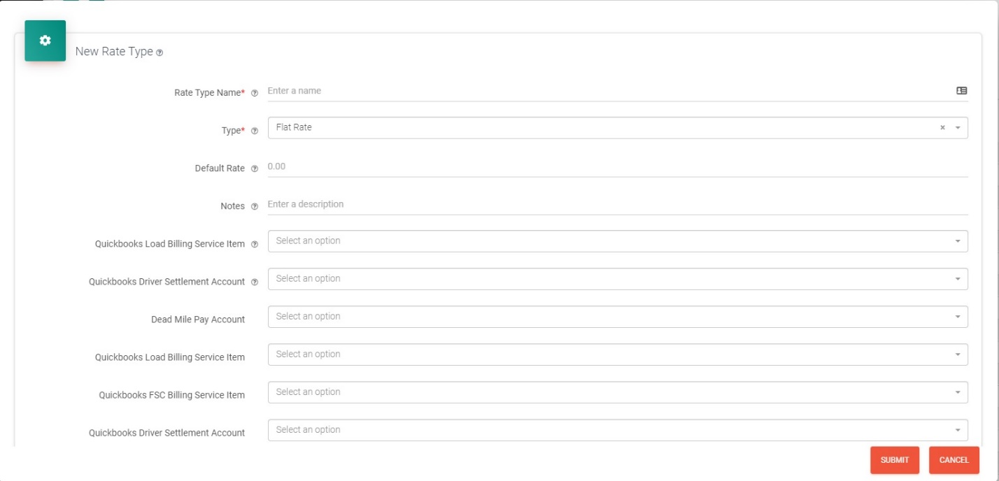 New Rate Type
Rate Type Name* Enter a name
Type* Flat Rate
Default Rate 0.00
Notes Enter a description
Quickbooks Load Billing Service Item Select an option
Quickbooks Driver Settlement Account Select an option
Dead Mile Pay Account Select an option
Quickbooks Load Billing Service Item Select an option
Quickbooks FSC Billing Service Item Select an option
Quickbooks Driver Settlement Account Select an option
SUBMIT CANCEL